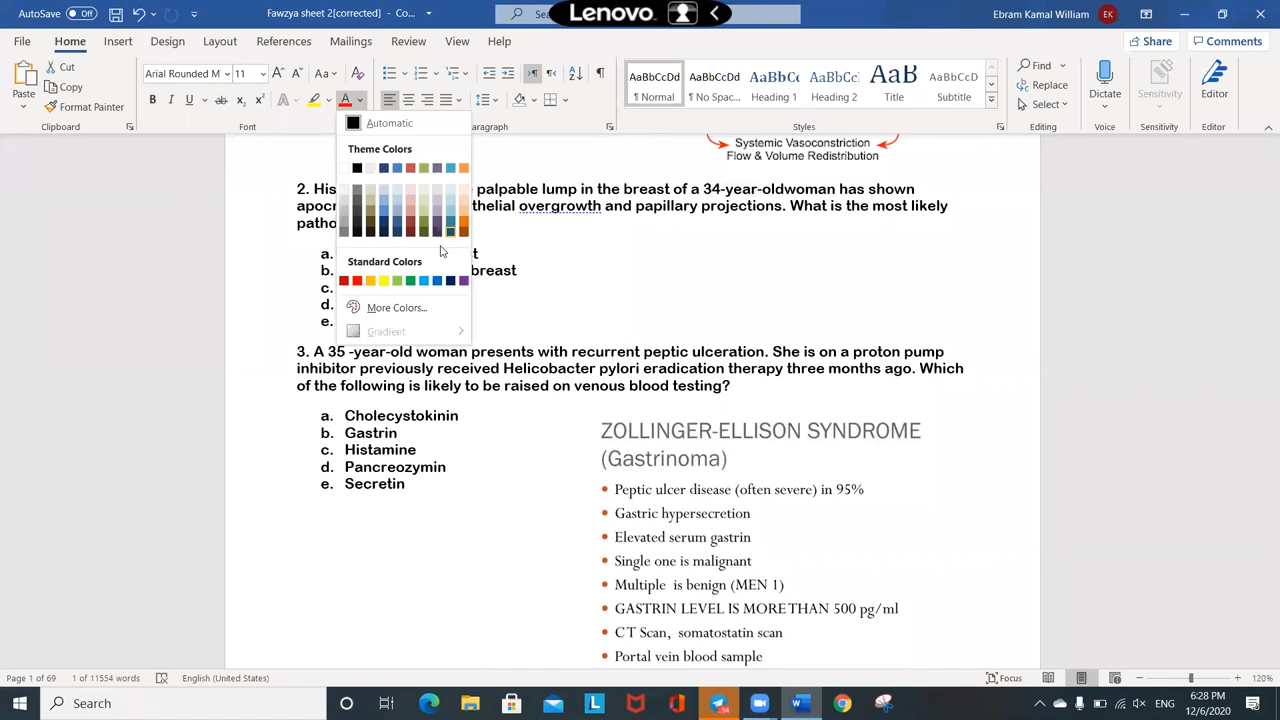 AutoSave
Off
Fawzya sheet
Lenovo
Ebram Kamal William
EK
File
Home
Insert
Design
Layout
References
Mailings
Review
View
Help
Share
Comments
Paste
Cut
Copy
Format Painter
Clipboard
Arial Rounded M
11
Font
Paragraph
AaBbCcDd
Normal
AaBbCcDd
No Spac...
AaBbCc
Heading 1
AaBbCc
Heading 2
AaB
Title
AaBbCcD
Subtitle
Styles
Find
Replace
Select
Editing
Dictate
Voice
Sensitivity
Sensitivity
Editor
Editor
Automatic
Theme Colors
Standard Colors
More Colors...
Gradient
Systemic Vasoconstriction
Flow & Volume Redistribution
2. His palpable lump in the breast of a 34-year-oldwoman has shown
apocr thelial overgrowth and papillary projections. What is the most likely
patho
a.
b. breast
c.
d.
e.
3. A 35 -year-old woman presents with recurrent peptic ulceration. She is on a proton pump
inhibitor previously received Helicobacter pylori eradication therapy three months ago. Which
of the following is likely to be raised on venous blood testing?
a. Cholecystokinin
b. Gastrin
c. Histamine
d. Pancreozymin
e. Secretin
ZOLLINGER-ELLISON SYNDROME
(Gastrinoma)
• Peptic ulcer disease (often severe) in 95%
• Gastric hypersecretion
• Elevated serum gastrin
• Single one is malignant
• Multiple is benign (MEN 1)
• GASTRIN LEVEL IS MORE THAN 500 pg/ml
• CT Scan, somatostatin scan
• Portal vein blood sample
Page 1 of 69
1 of 11554 words
English (United States)
Focus
120%
Search
94
ENG
6:28 PM
12/6/2020